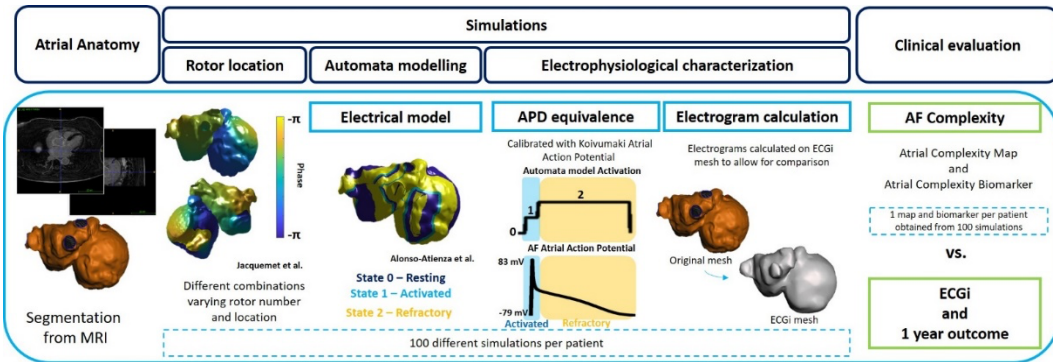 Atrial Anatomy
Simulations
Clinical evaluation
Rotor location
Automata modelling
Electrophysiological characterization
Segmentation
from MRI
-π
Phase
-π
Jacquemet et al.
Different combinations
varying rotor number
and location
Electrical model
Alonso-Atienza et al.
State 0 – Resting
State 1 – Activated
State 2 – Refractory
APD equivalence
Calibrated with Koivumaki Atrial
Action Potential
Automata model Activation
2
1
0
AF Atrial Action Potential
83 mV
-79 mV
Activated
Refractory
Electrogram calculation
Electrograms calculated on ECGi
mesh to allow for comparison
Original mesh
ECGi mesh
100 different simulations per patient
AF Complexity
Atrial Complexity Map
and
Atrial Complexity Biomarker
1 map and biomarker per patient
obtained from 100 simulations
vs.
ECGi
and
1 year outcome